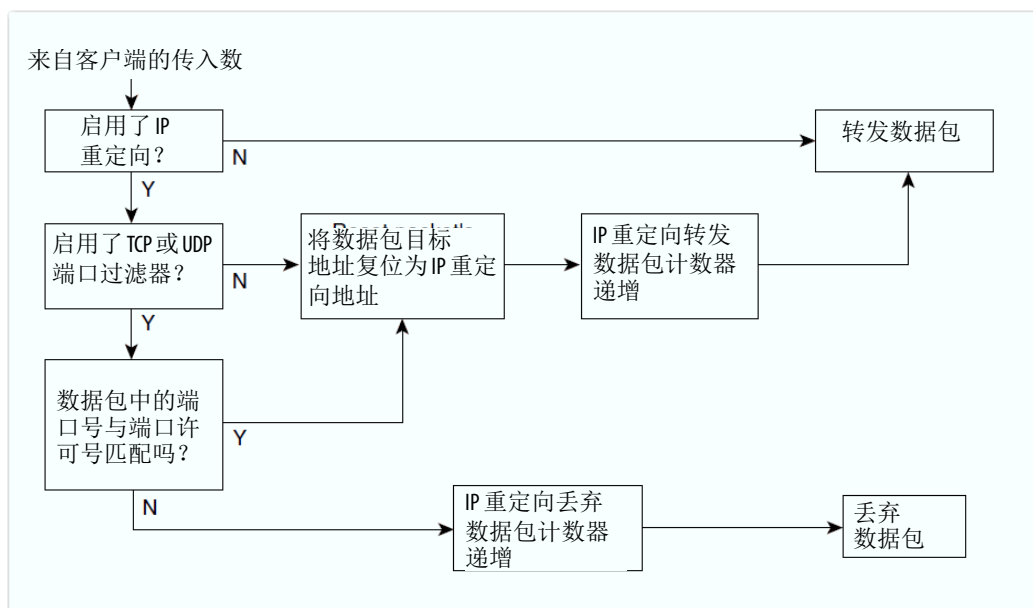 来自客户端的传入数
启用了 IP
重定向？
N
转发数据包
Y
启用了 TCP 或 UDP
端口过滤器？
N
将数据包目标
地址复位为 IP 重定
向地址
IP 重定向转发
数据包计数器
递增
Y
数据包中的端
口号与端口许
可号匹配吗？
Y
N
IP 重定向丢弃
数据包计数器
递增
丢弃
数据包